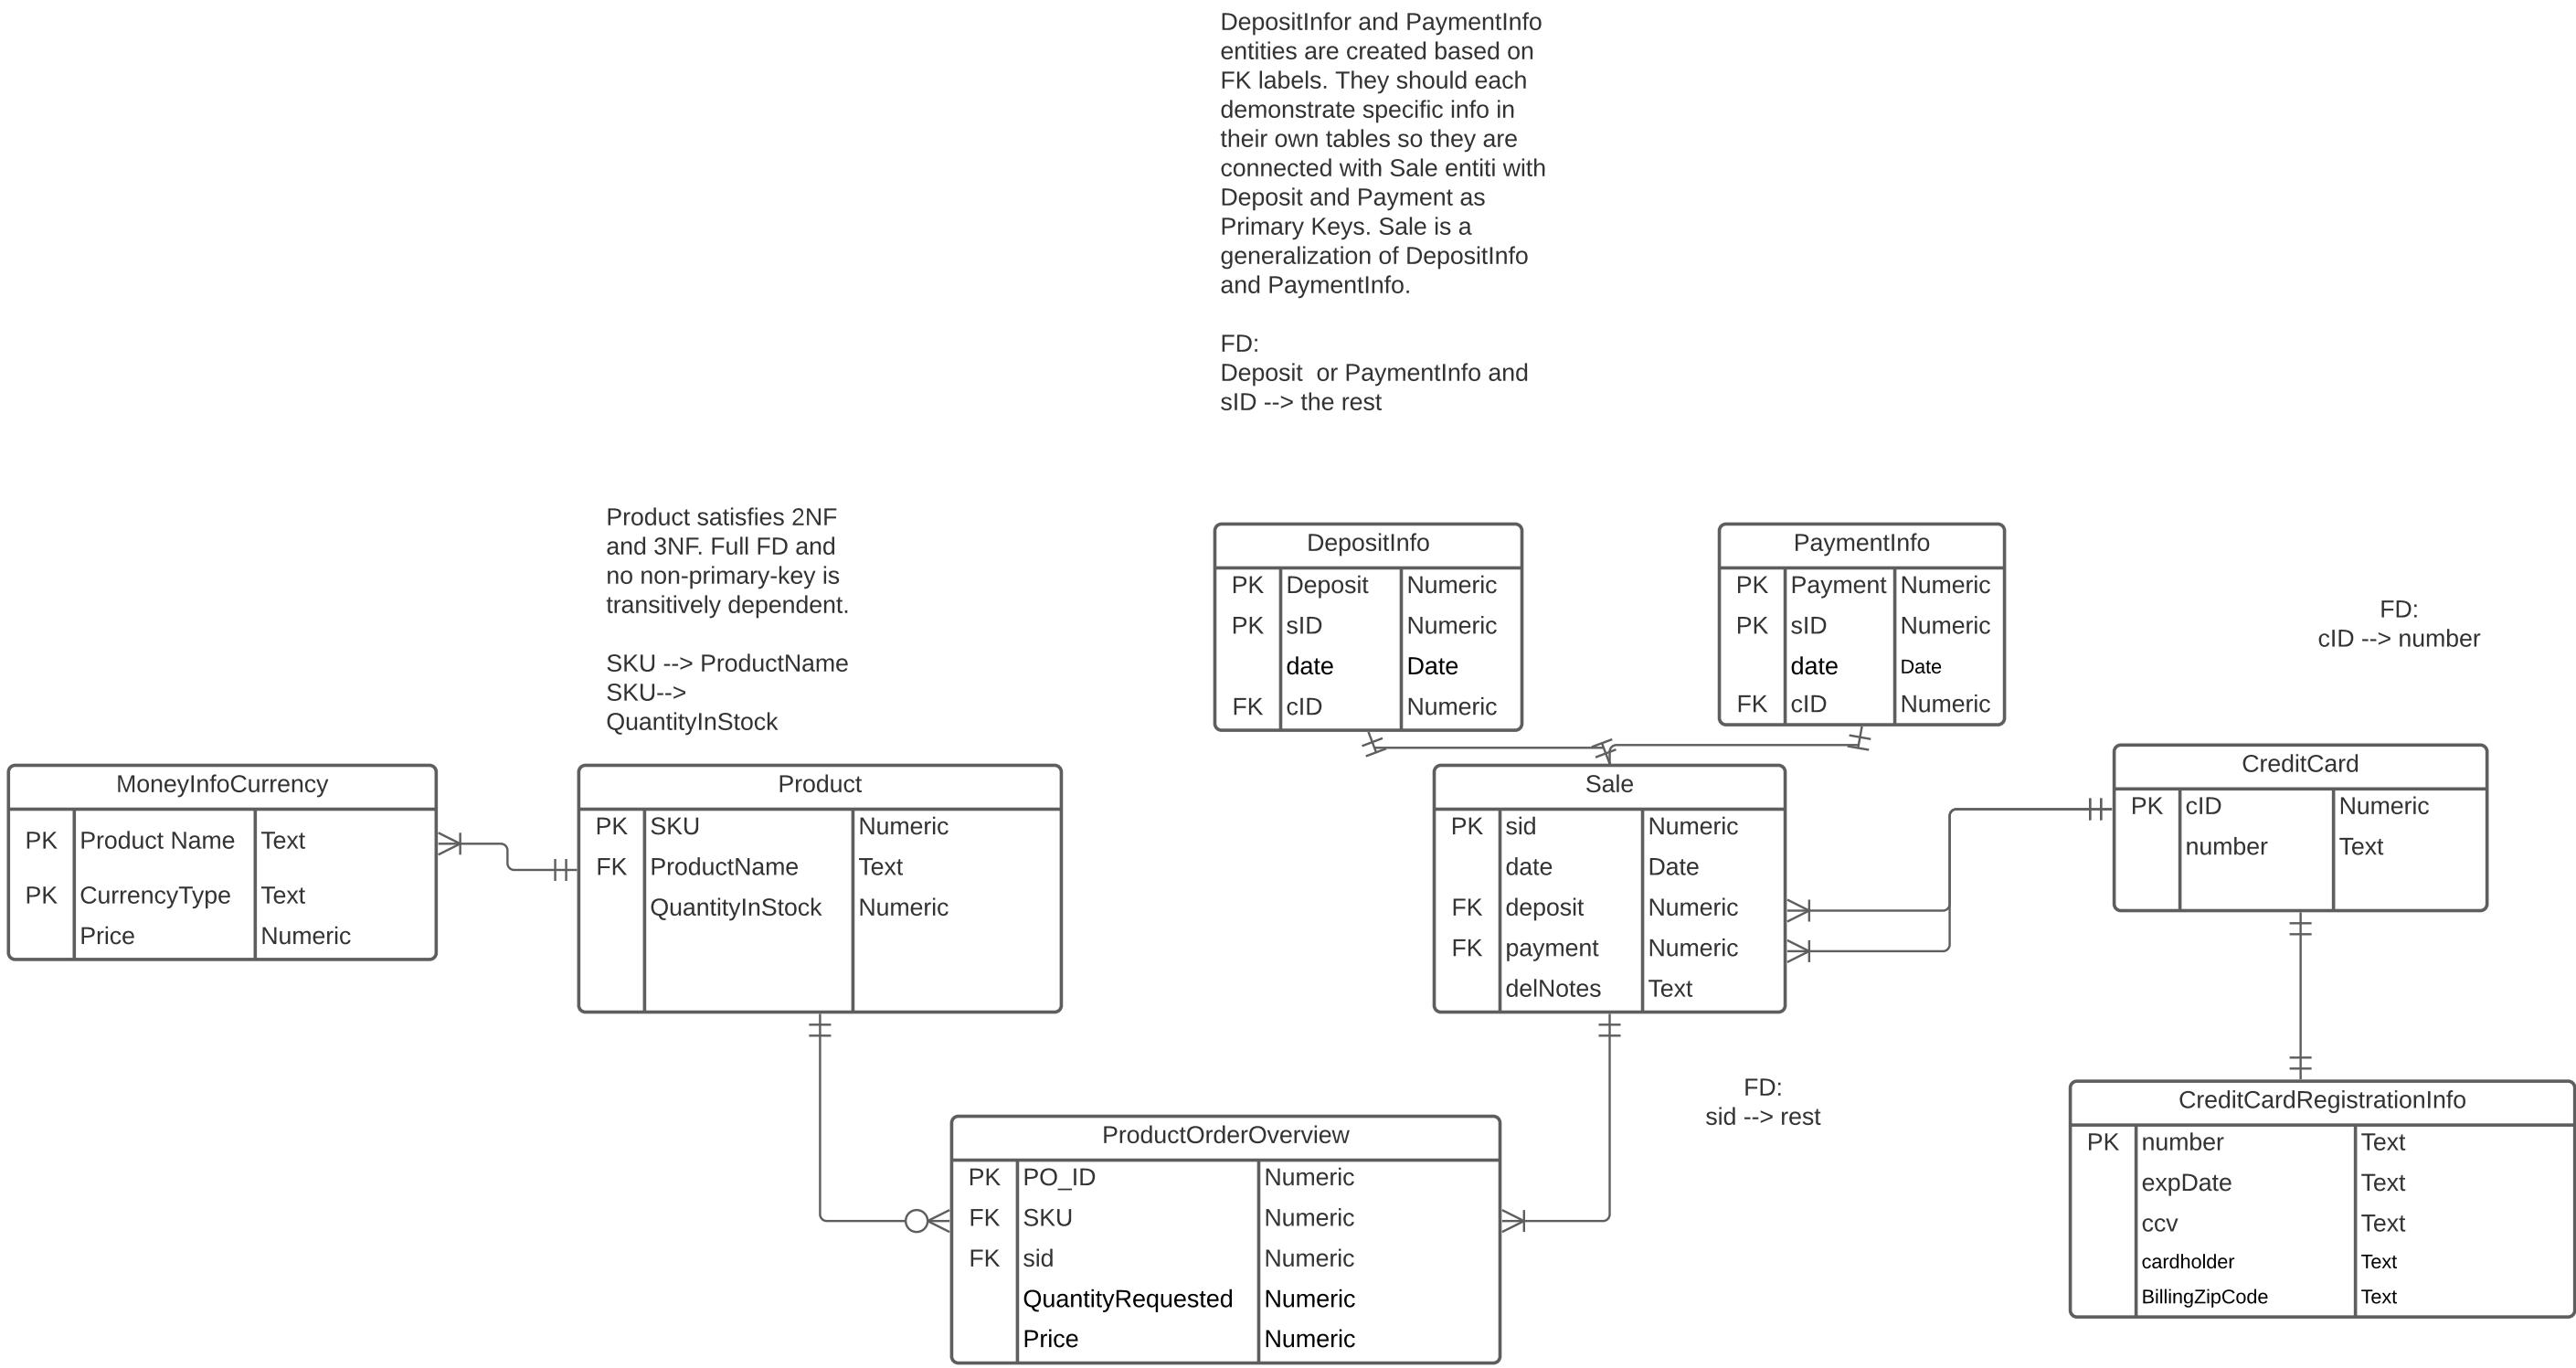 DepositInfor and PaymentInfo
entities are created based on
FK labels. They should each
demonstrate specific info in
their own tables so they are
connected with Sale entiti with
Deposit and Payment as
Primary Keys. Sale is a
generalization of DepositInfo
and PaymentInfo.
FD:
Deposit  or PaymentInfo and
sID --> the rest
Product satisfies 2NF
and 3NF. Full FD and
no non-primary-key is
transitively dependent.
SKU --> ProductName
SKU-->
QuantityInStock
DepositInfo
PK Deposit Numeric
PK sID Numeric
date Date
FK cID Numeric
PaymentInfo
PK Payment Numeric
PK sID Numeric
date Date
FK cID Numeric
FD:
cID --> number
MoneyInfoCurrency
PK Product Name Text
PK CurrencyType Text
Price Numeric
Product
PK SKU Numeric
FK ProductName Text
QuantityInStock Numeric
Sale
PK sid Numeric
date Date
FK deposit Numeric
FK payment Numeric
delNotes Text
CreditCard
PK cID Numeric
number Text
FD:
sid --> rest
ProductOrderOverview
PK PO_ID Numeric
FK SKU Numeric
FK sid Numeric
QuantityRequested Numeric
Price Numeric
CreditCardRegistrationInfo
PK number Text
expDate Text
ccv Text
cardholder Text
BillingZipCode Text